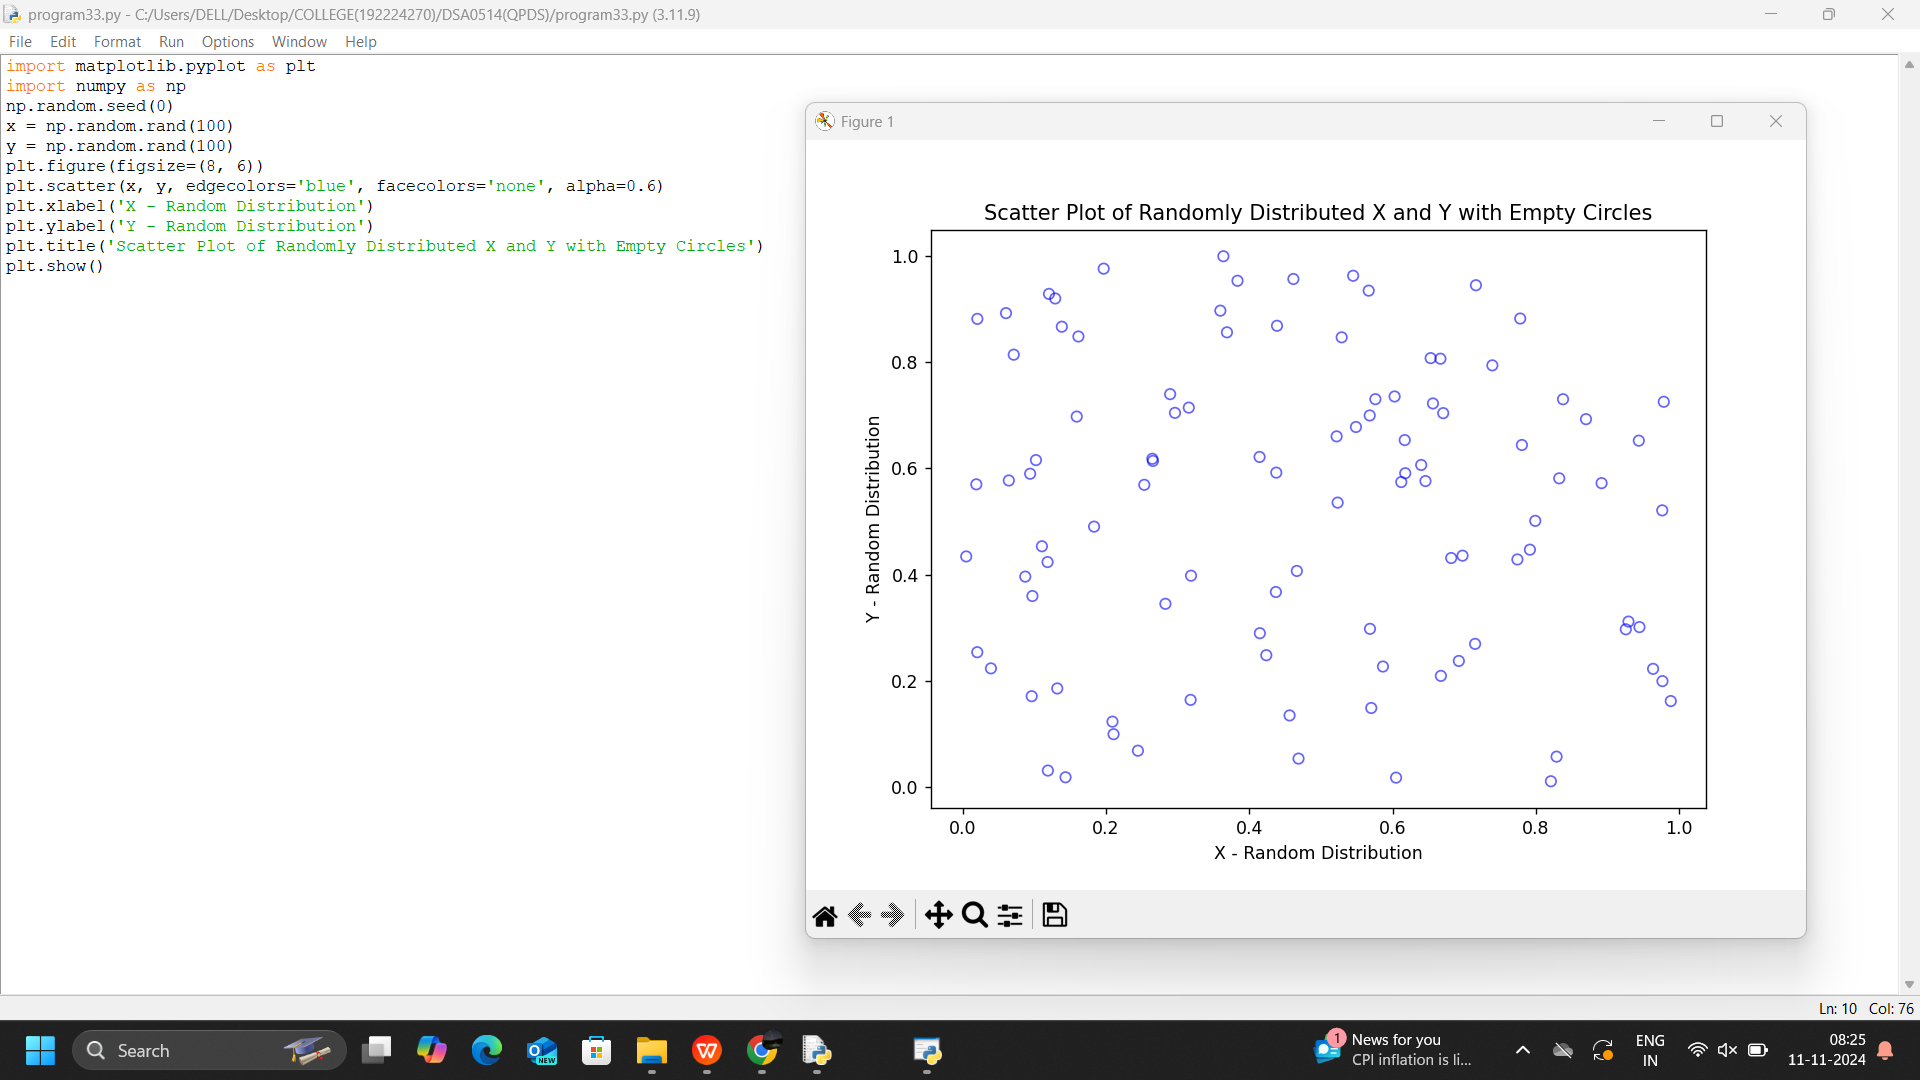 program33.py - C:/Users/DELL/Desktop/COLLEGE(192224270)/DSA0514(QPDS)/program33.py (3.11.9)
File Edit Format Run Options Window Help
import matplotlib.pyplot as plt
import numpy as np
np.random.seed(0)
x = np.random.rand(100)
y = np.random.rand(100)
plt.figure(figsize=(8, 6))
plt.scatter(x, y, edgecolors='blue', facecolors='none', alpha=0.6)
plt.xlabel('X - Random Distribution')
plt.ylabel('Y - Random Distribution')
plt.title('Scatter Plot of Randomly Distributed X and Y with Empty Circles')
plt.show()
Figure 1
Scatter Plot of Randomly Distributed X and Y with Empty Circles
Y - Random Distribution
1.0
0.8
0.6
0.4
0.2
0.0
0.0 0.2 0.4 0.6 0.8 1.0
X - Random Distribution
Ln: 10 Col: 76
Search
NEW
1
News for you
CPI inflation is li...
ENG
IN
08:25
11-11-2024